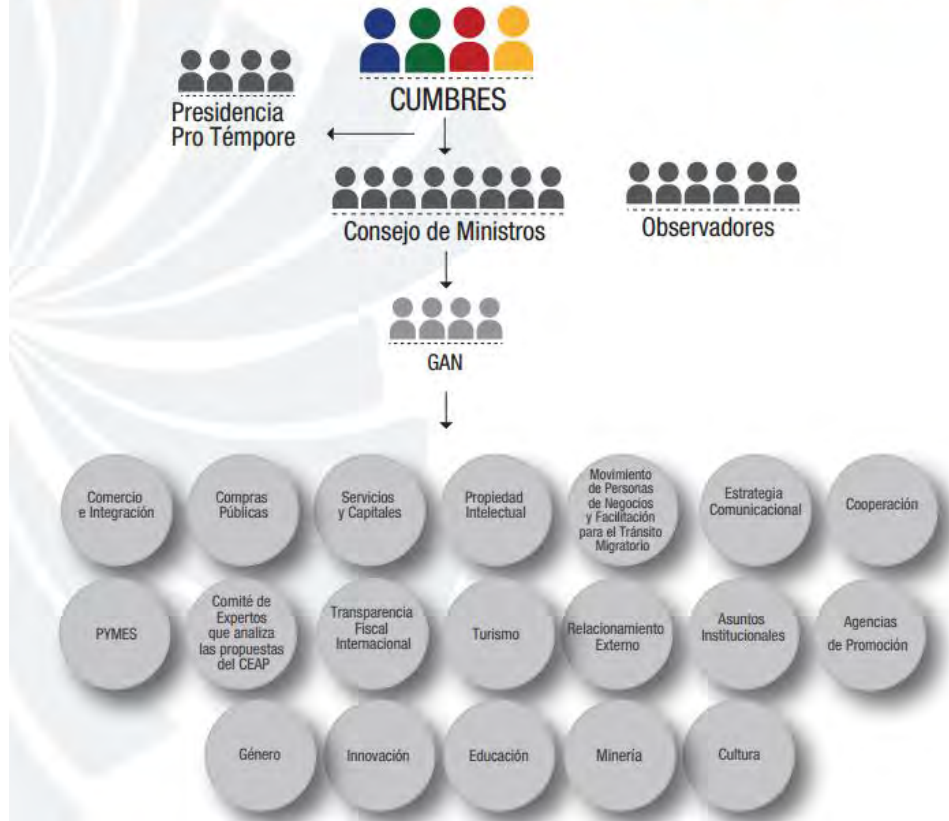 CUMBRES
Presidencia
Pro Témpore
Consejo de Ministros
Observadores
GAN
Comercio
e Integración
Compras
Públicas
Servicios
y Capitales
Propiedad
Intelectual
Movimiento
de Personas
de Negocios
y Facilitación
para el Tránsito
Migratorio
Estrategia
Comunicacional
Cooperación
PYMES
Comité de
Expertos
que analiza
las propuestas
del CEAP
Transparencia
Fiscal
Internacional
Turismo
Relacionamiento
Externo
Asuntos
Institucionales
Agencias
de Promoción
Género
Innovación
Educación
Minería
Cultura